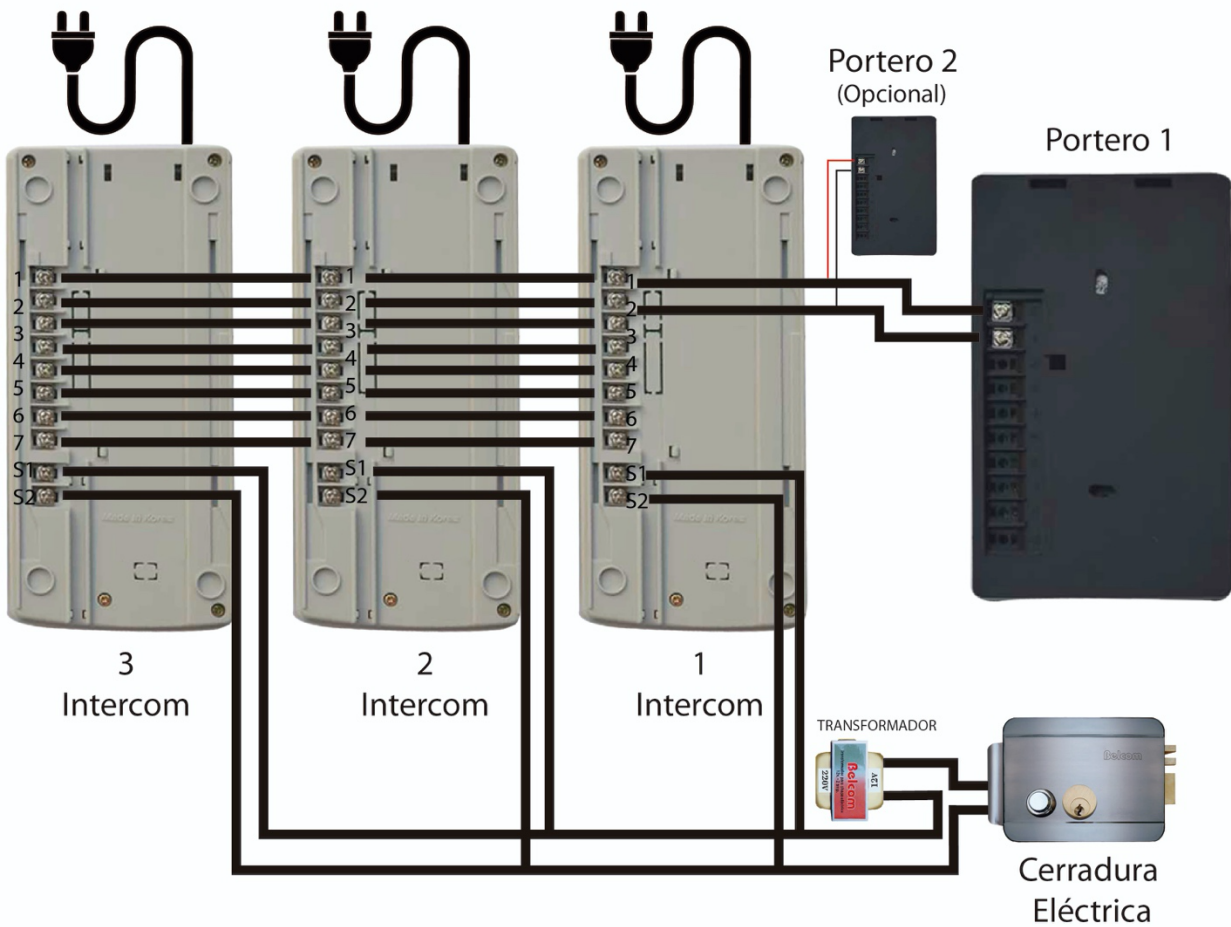 Portero 2
(Opcional)
Portero 1
1
2
3
4
5
6
7
S1
S2
Made in Korea
1
2
3
4
5
6
7
S1
S2
Made in Korea
1
2
3
4
5
6
7
S1
S2
Made in Korea
3
Intercom
2
Intercom
1
Intercom
TRANSFORMADOR
220V
Belcom
12V
Belcom
Cerradura
Eléctrica